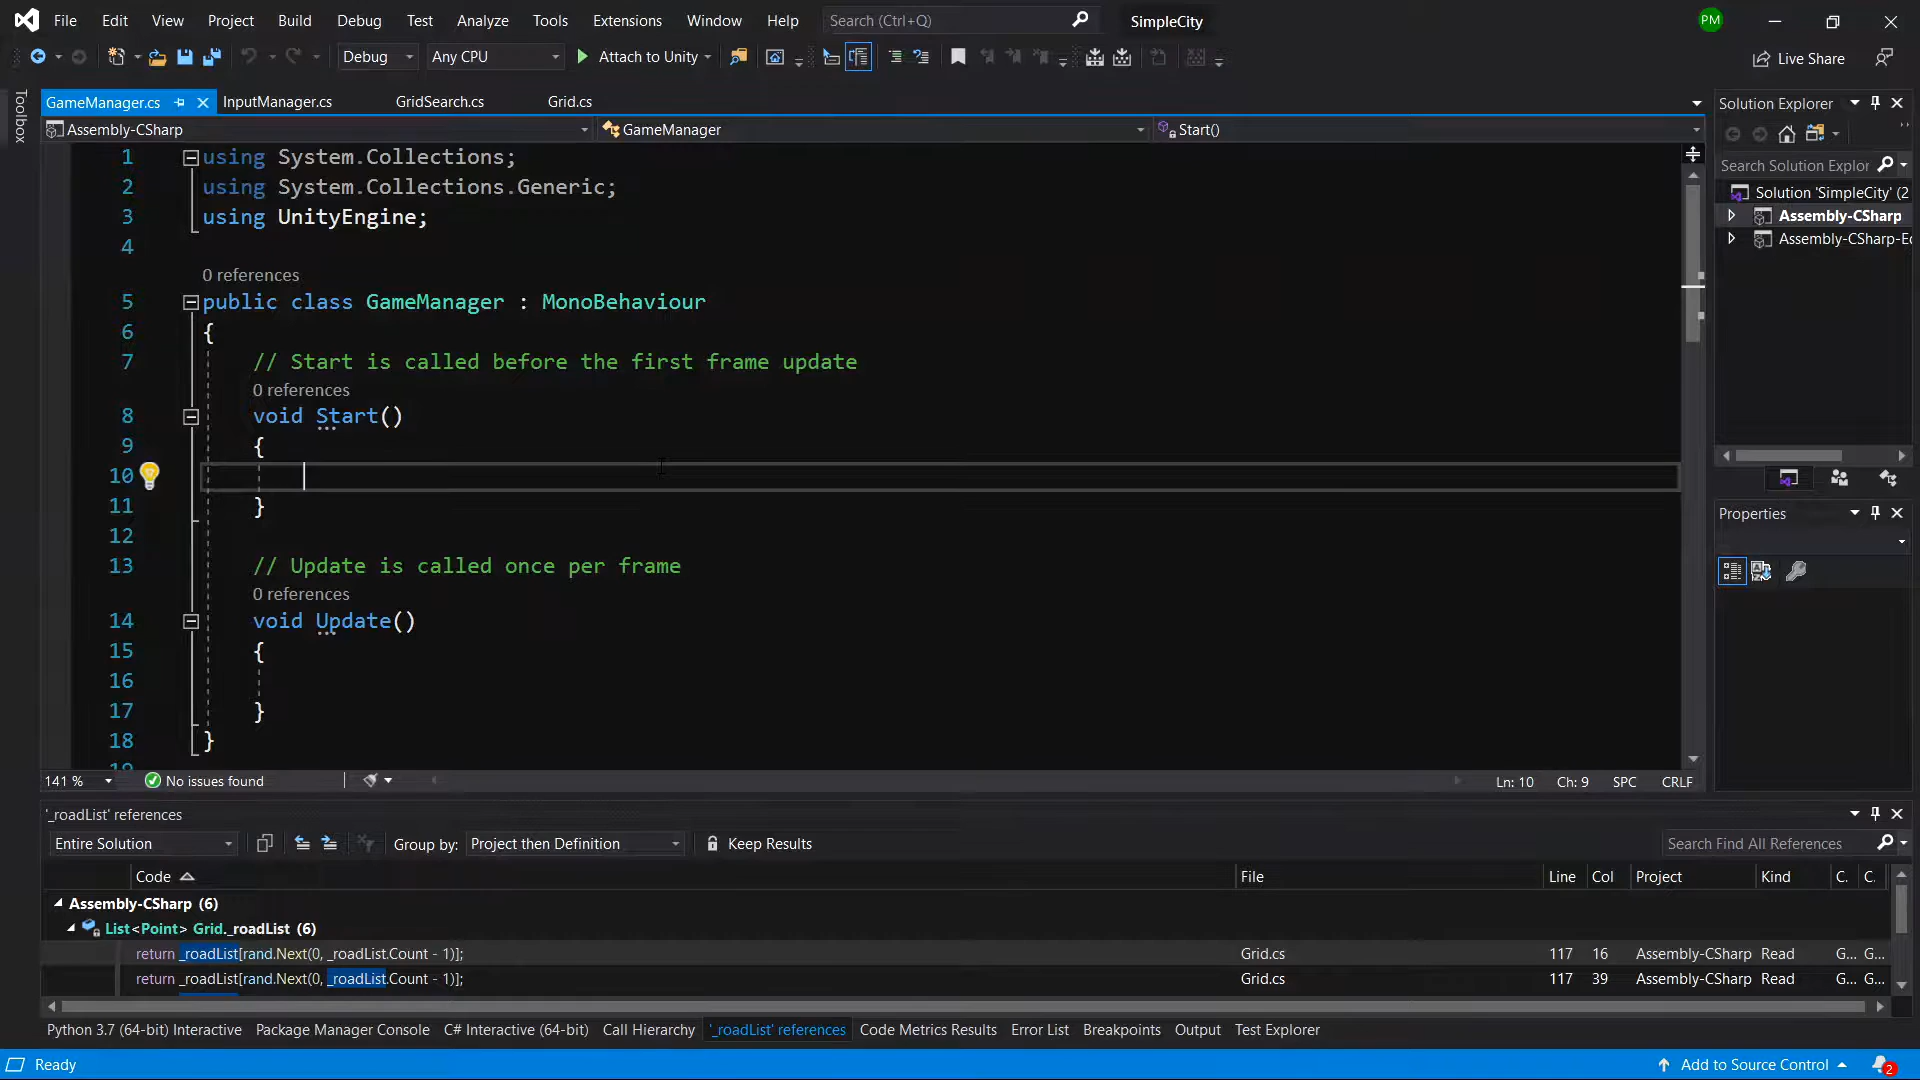 File Edit View Project Build Debug Test Analyze Tools Extensions Window Help Search (Ctrl+Q) SimpleCity PM
Debug Any CPU Attach to Unity Live Share
Toolbox
GameManager.cs InputManager.cs GridSearch.cs Grid.cs
Assembly-CSharp GameManager Start()
1 using System.Collections;
2 using System.Collections.Generic;
3 using UnityEngine;
4
0 references
5 public class GameManager : MonoBehaviour
6 {
7 // Start is called before the first frame update
0 references
8 void Start()
9 {
10
11 }
12
13 // Update is called once per frame
0 references
14 void Update()
15 {
16
17 }
18 }
19
141 % No issues found Ln: 10 Ch: 9 SPC CRLF
Solution Explorer
Search Solution Explor
Solution 'SimpleCity' (2
Assembly-CSharp
Assembly-CSharp-Ec
Properties
'_roadList' references
Entire Solution Group by: Project then Definition Keep Results Search Find All References
Code File Line Col Project Kind C. C.
Assembly-CSharp (6)
List<Point> Grid._roadList (6)
return _roadList[rand.Next(0, _roadList.Count - 1)]; Grid.cs 117 16 Assembly-CSharp Read G... G...
return _roadList[rand.Next(0, _roadList.Count - 1)]; Grid.cs 117 39 Assembly-CSharp Read G... G...
Python 3.7 (64-bit) Interactive Package Manager Console C# Interactive (64-bit) Call Hierarchy '_roadList' references Code Metrics Results Error List Breakpoints Output Test Explorer
Ready Add to Source Control 2